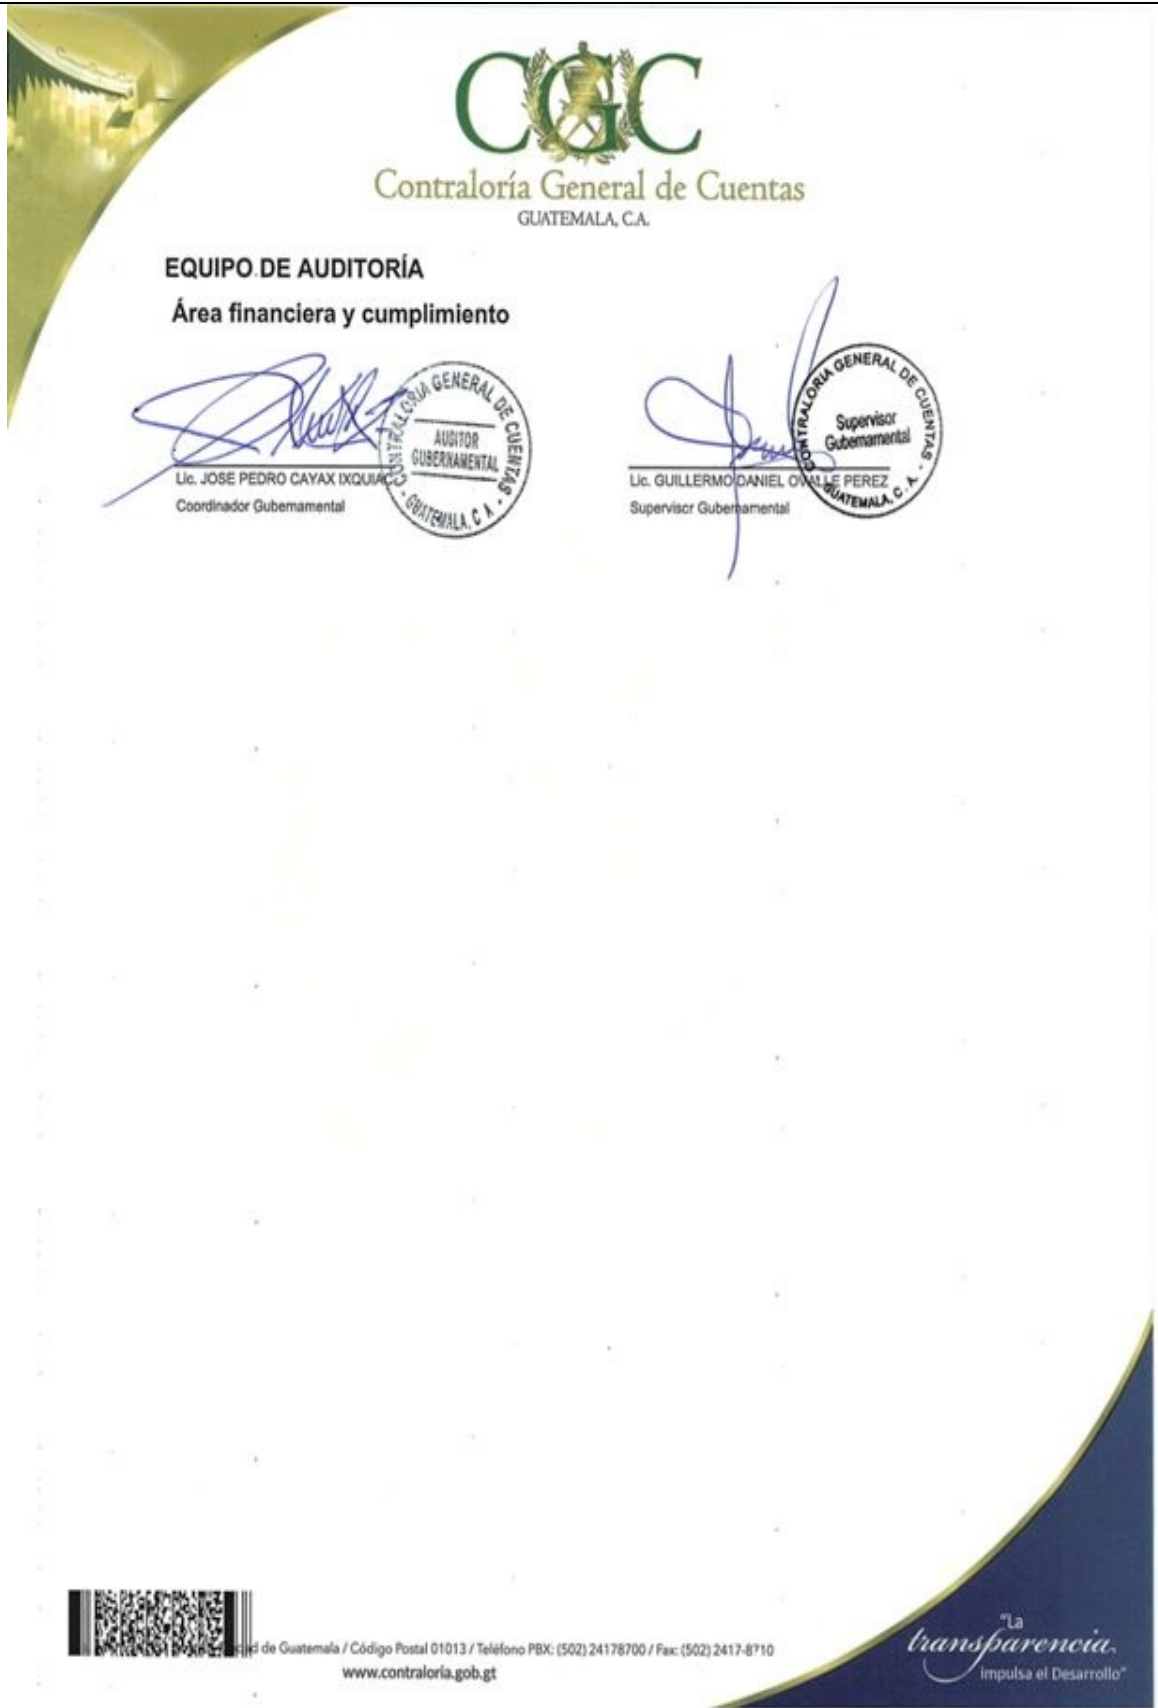 CGC
Contraloría General de Cuentas
GUATEMALA, C.A.
EQUIPO DE AUDITORÍA
Área financiera y cumplimiento
CONTRALORIA GENERAL DE CUENTAS - GUATEMALA, C A -
AUDITOR
GUBERNAMENTAL
Lic. JOSE PEDRO CAYAX IXQUIAC
Coordinador Gubernamental
CONTRALORIA GENERAL DE CUENTAS - GUATEMALA, C. A. -
Supervisor
Gubernamental
Lic. GUILLERMO DANIEL OVALLE PEREZ
Supervisor Gubernamental
de Guatemala / Código Postal 01013 / Teléfono PBX: (502) 24178700 / Fax: (502) 2417-8710
www.contraloria.gob.gt
"La
transparencia
impulsa el Desarrollo"